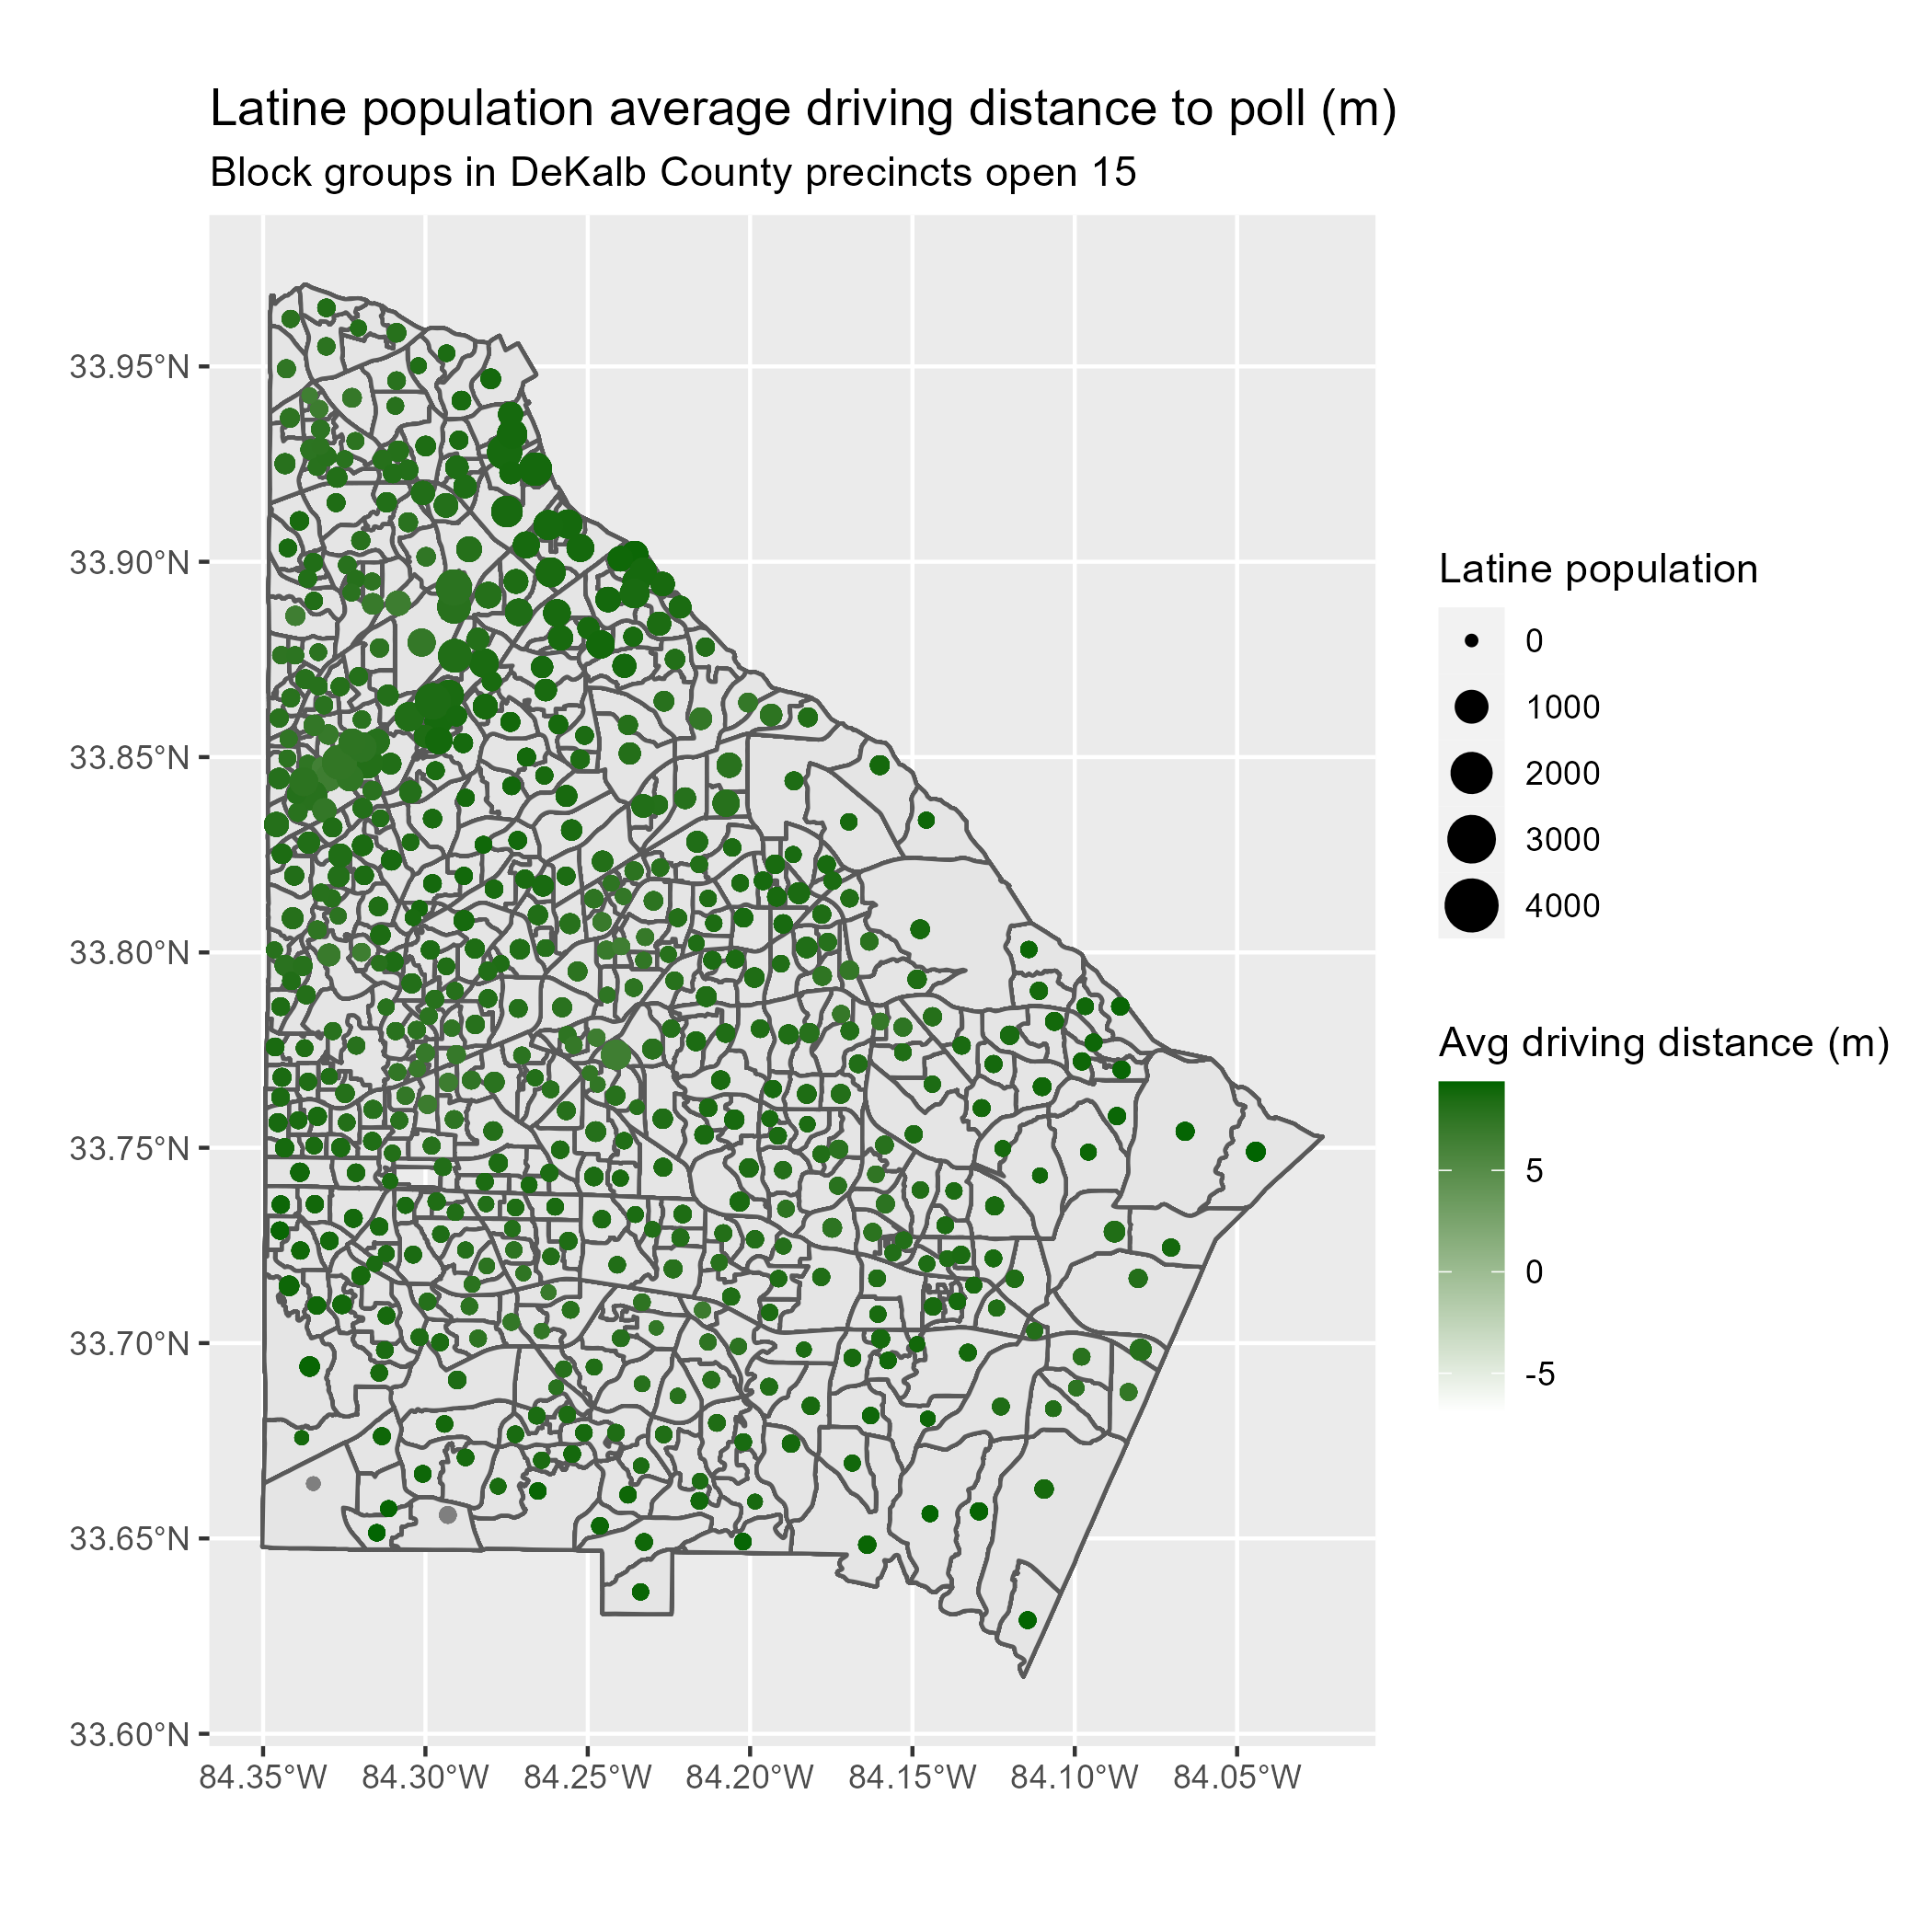 Latine population average driving distance to poll (m)
Block groups in DeKalb County precincts open 15
33.95°N
33.90°N
33.85°N
33.80°N
33.75°N
33.70°N
33.65°N
33.60°N
84.35°W 84.30°W 84.25°W 84.20°W 84.15°W 84.10°W 84.05°W
Latine population
0
1000
2000
3000
4000
Avg driving distance (m)
5
0
-5